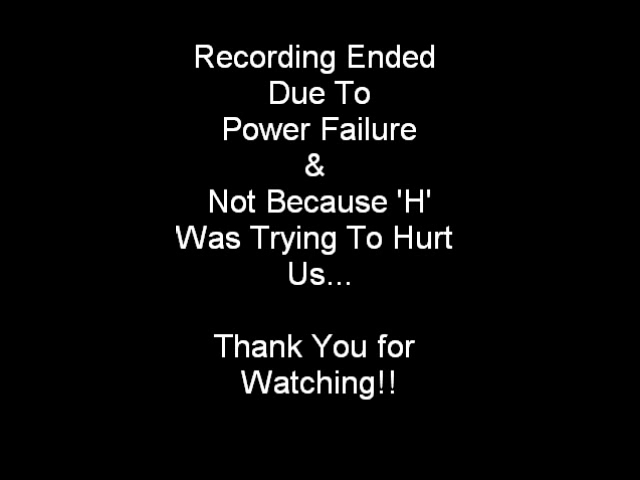 Recording Ended
Due To
Power Failure
&
Not Because 'H'
Was Trying To Hurt
Us...
Thank You for
Watching!!